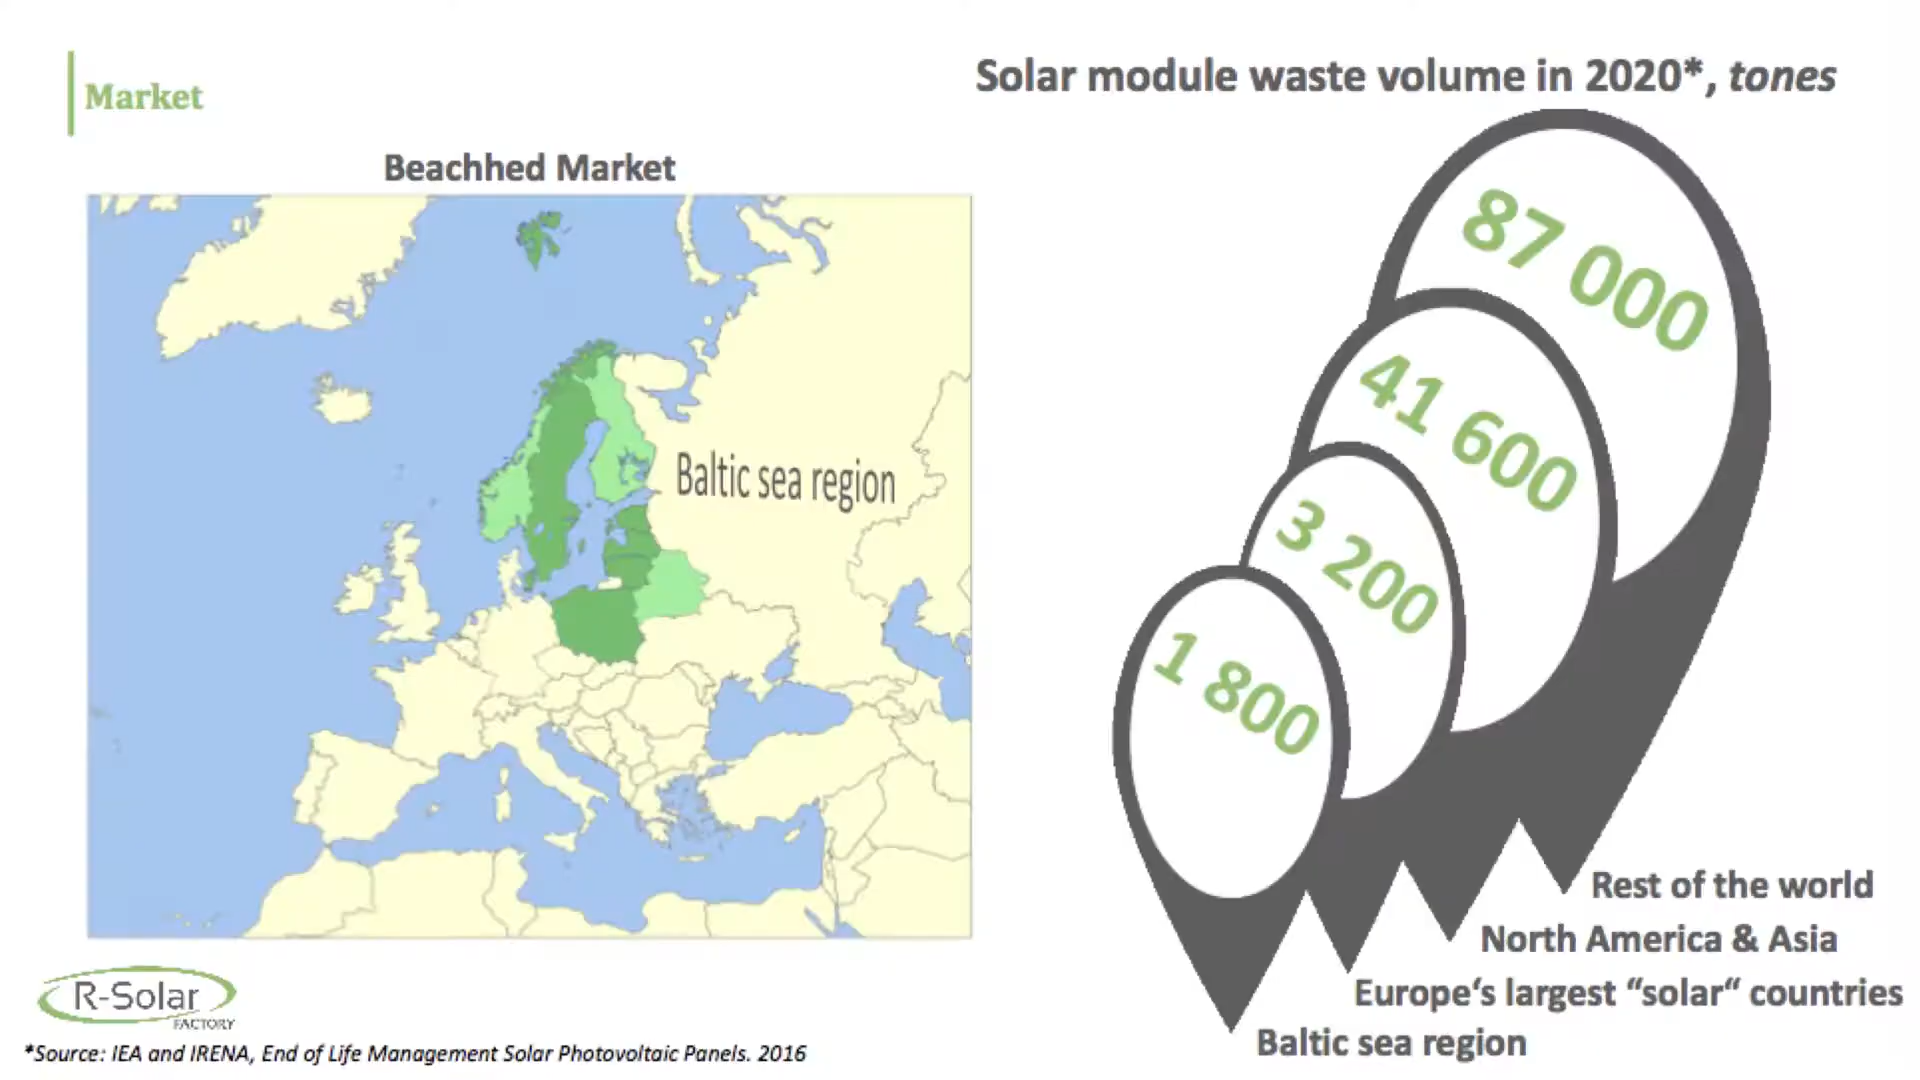 Market
Beachhed Market
Baltic sea region
Solar module waste volume in 2020*, tones
87 000
41 600
3 200
1 800
Rest of the world
North America & Asia
Europe‘s largest “solar“ countries
Baltic sea region
R-Solar
FACTORY
*Source: IEA and IRENA, End of Life Management Solar Photovoltaic Panels. 2016